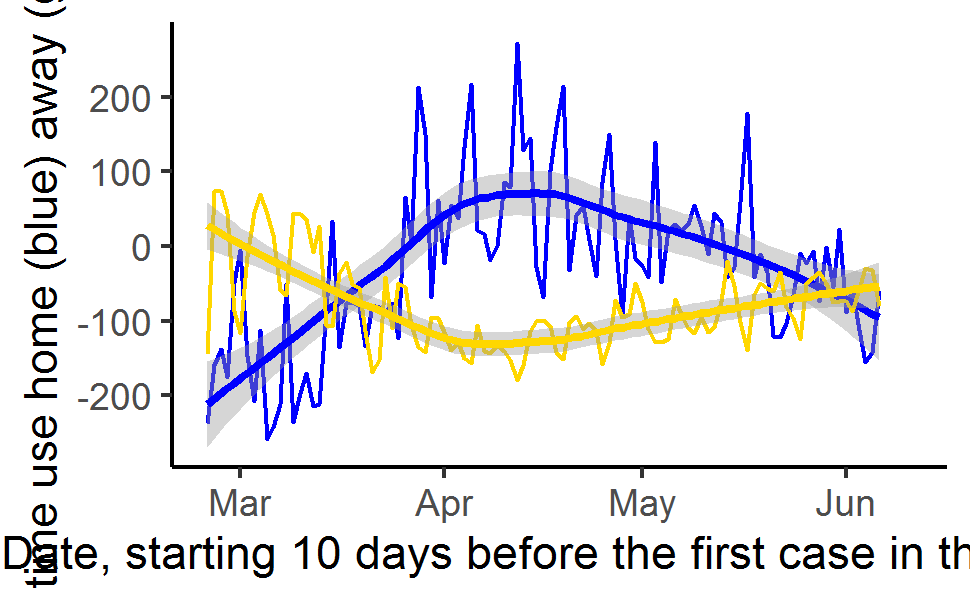 time use home (blue) away (
200
100
0
-100
-200
Mar Apr May Jun
Date, starting 10 days before the first case in th